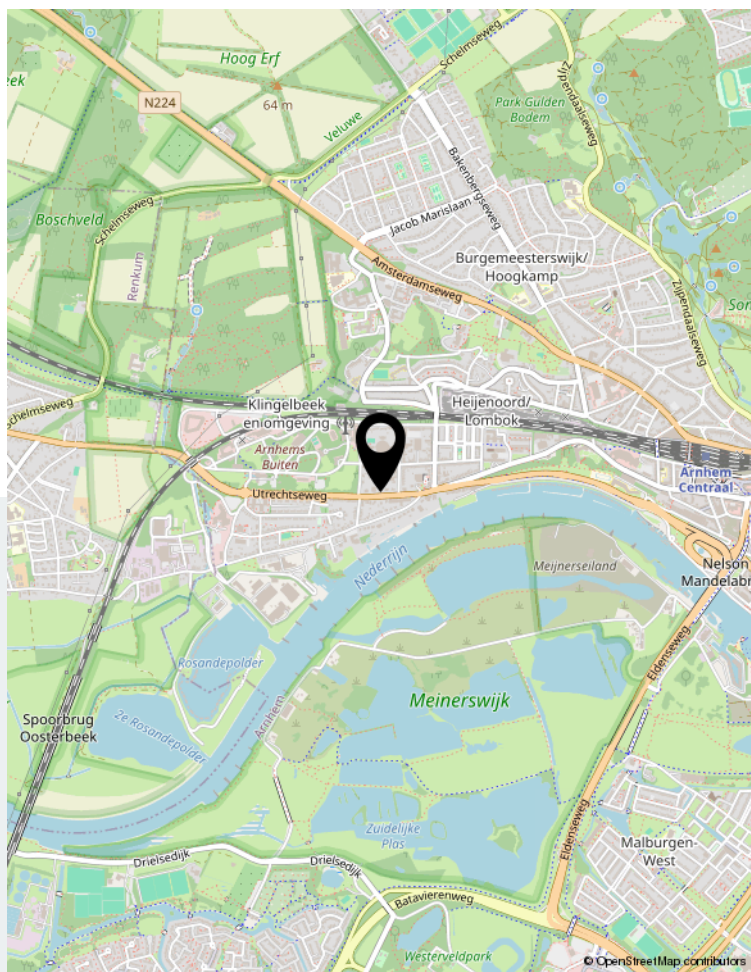 Hoog Erf
Schelmseweg
Zijpendaalseweg
eek
64 m
N224
Park Gulden
Bodem
Veluwe
Bakenbergseweg
Schelmseweg
Boschveld
Jacob Marislaan
Renkum
Burgemeesterswijk/
Hoogkamp
Amsterdamseweg
Zijpendaalseweg
Son
Schelmseweg
Klingelbeek
en omgeving
Heijenoord/
Lombok
Arnhems
Buiten
Arnhem
Centraal
Utrechtseweg
Nederrijn
Meijnerseiland
Nelson
Mandelabr
Rosandepolder
Eldenseweg
Meinerswijk
Spoorbrug
Oosterbeek
2e Rosandepolder
Arnhem
Zuidelijke
Plas
Eldenseweg
Malburgen-
West
Drielsedijk
Drielsedijk
Batavierenweg
Westerveldpark
© OpenStreetMap contributors